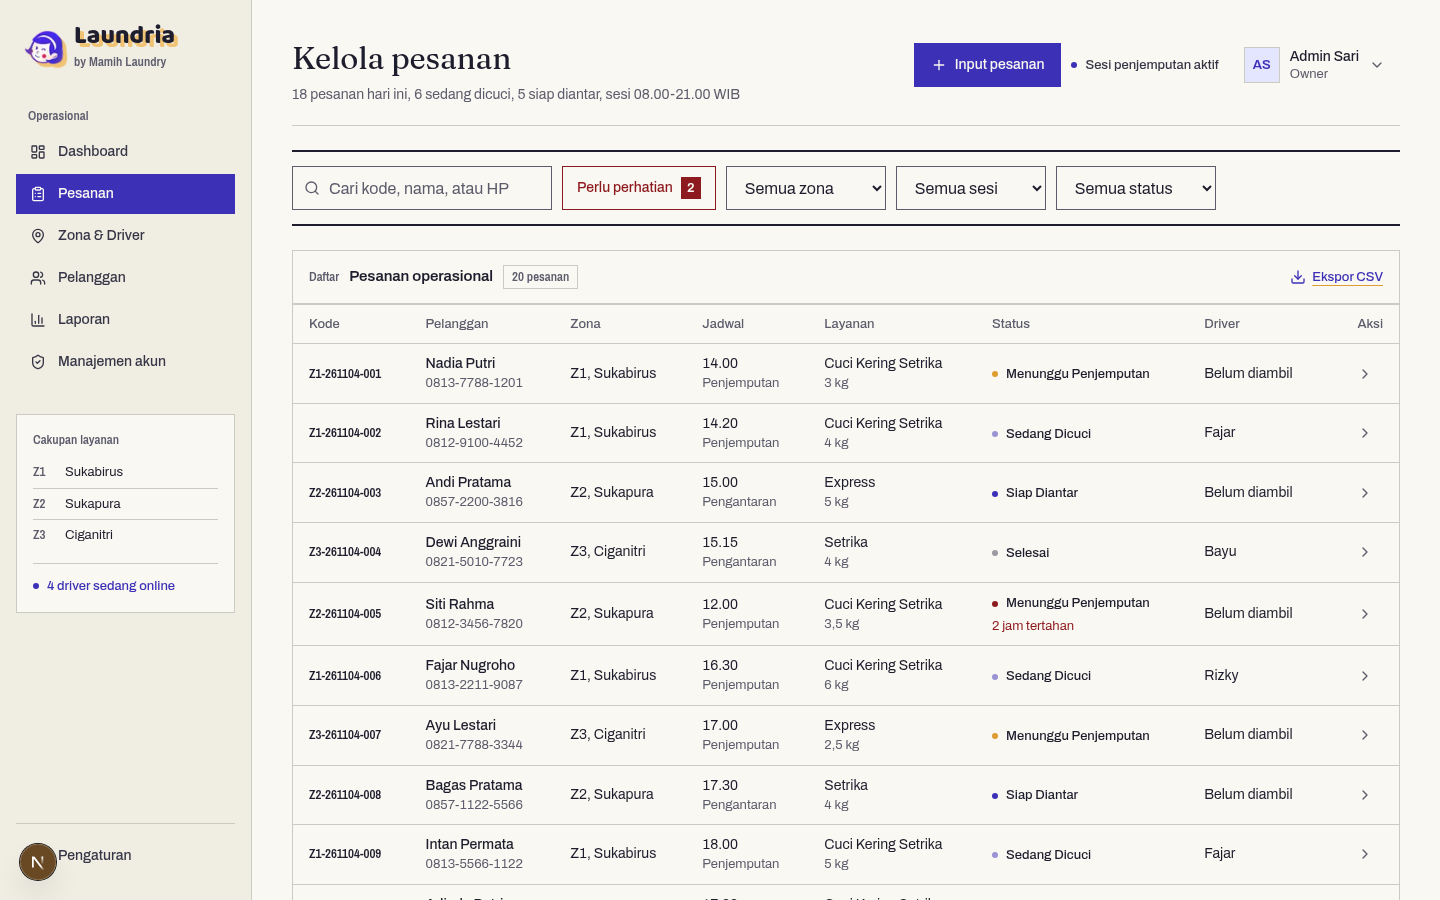 Laundria
by Mamih Laundry
Operasional
Dashboard
Pesanan
Zona & Driver
Pelanggan
Laporan
Manajemen akun
Cakupan layanan
Z1 Sukabirus
Z2 Sukapura
Z3 Ciganitri
4 driver sedang online
N Pengaturan
Kelola pesanan
18 pesanan hari ini, 6 sedang dicuci, 5 siap diantar, sesi 08.00-21.00 WIB
Input pesanan
Sesi penjemputan aktif
AS
Admin Sari
Owner
Cari kode, nama, atau HP
Perlu perhatian 2
Semua zona
Semua sesi
Semua status
Daftar Pesanan operasional 20 pesanan
Ekspor CSV
Kode Pelanggan Zona Jadwal Layanan Status Driver Aksi
Z1-261104-001 Nadia Putri Z1, Sukabirus 14.00 Cuci Kering Setrika Menunggu Penjemputan Belum diambil
0813-7788-1201 Penjemputan 3 kg
Z1-261104-002 Rina Lestari Z1, Sukabirus 14.20 Cuci Kering Setrika Sedang Dicuci Fajar
0812-9100-4452 Penjemputan 4 kg
Z2-261104-003 Andi Pratama Z2, Sukapura 15.00 Express Siap Diantar Belum diambil
0857-2200-3816 Pengantaran 5 kg
Z3-261104-004 Dewi Anggraini Z3, Ciganitri 15.15 Setrika Selesai Bayu
0821-5010-7723 Pengantaran 4 kg
Z2-261104-005 Siti Rahma Z2, Sukapura 12.00 Cuci Kering Setrika Menunggu Penjemputan Belum diambil
0812-3456-7820 Penjemputan 3,5 kg 2 jam tertahan
Z1-261104-006 Fajar Nugroho Z1, Sukabirus 16.30 Cuci Kering Setrika Sedang Dicuci Rizky
0813-2211-9087 Penjemputan 6 kg
Z3-261104-007 Ayu Lestari Z3, Ciganitri 17.00 Express Menunggu Penjemputan Belum diambil
0821-7788-3344 Penjemputan 2,5 kg
Z2-261104-008 Bagas Pratama Z2, Sukapura 17.30 Setrika Siap Diantar Belum diambil
0857-1122-5566 Pengantaran 4 kg
Z1-261104-009 Intan Permata Z1, Sukabirus 18.00 Cuci Kering Setrika Sedang Dicuci Fajar
0813-5566-1122 Penjemputan 5 kg